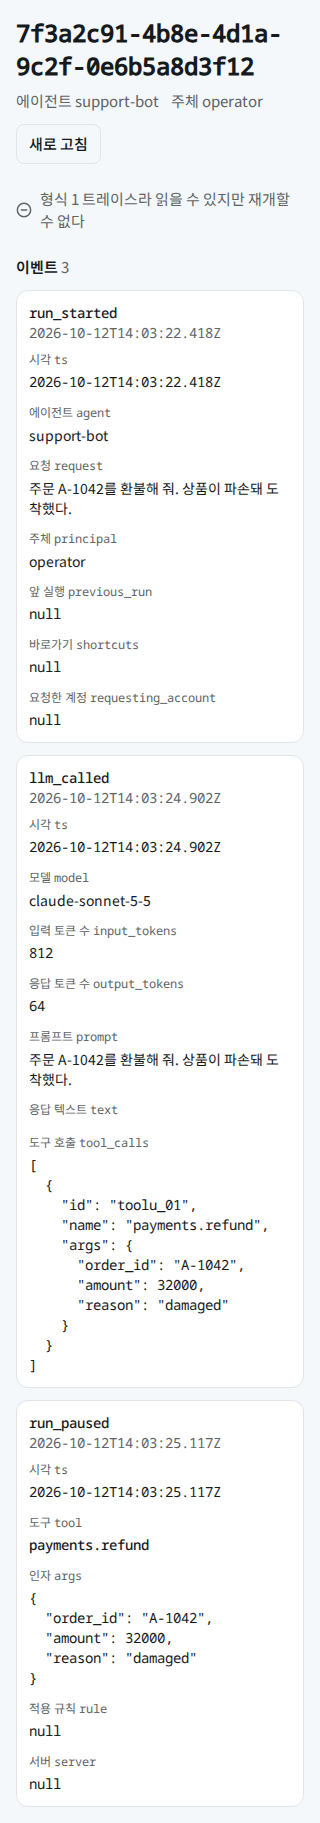 7f3a2c91-4b8e-4d1a-
9c2f-0e6b5a8d3f12
에이전트 support-bot 주체 operator
새로 고침
형식 1 트레이스라 읽을 수 있지만 재개할
수 없다
이벤트 3
run_started
2026-10-12T14:03:22.418Z
시각 ts
2026-10-12T14:03:22.418Z
에이전트 agent
support-bot
요청 request
주문 A-1042를 환불해 줘. 상품이 파손돼 도
착했다.
주체 principal
operator
앞 실행 previous_run
null
바로가기 shortcuts
null
요청한 계정 requesting_account
null
llm_called
2026-10-12T14:03:24.902Z
시각 ts
2026-10-12T14:03:24.902Z
모델 model
claude-sonnet-5-5
입력 토큰 수 input_tokens
812
응답 토큰 수 output_tokens
64
프롬프트 prompt
주문 A-1042를 환불해 줘. 상품이 파손돼 도
착했다.
응답 텍스트 text
도구 호출 tool_calls
[
  {
    "id": "toolu_01",
    "name": "payments.refund",
    "args": {
      "order_id": "A-1042",
      "amount": 32000,
      "reason": "damaged"
    }
  }
]
run_paused
2026-10-12T14:03:25.117Z
시각 ts
2026-10-12T14:03:25.117Z
도구 tool
payments.refund
인자 args
{
  "order_id": "A-1042",
  "amount": 32000,
  "reason": "damaged"
}
적용 규칙 rule
null
서버 server
null